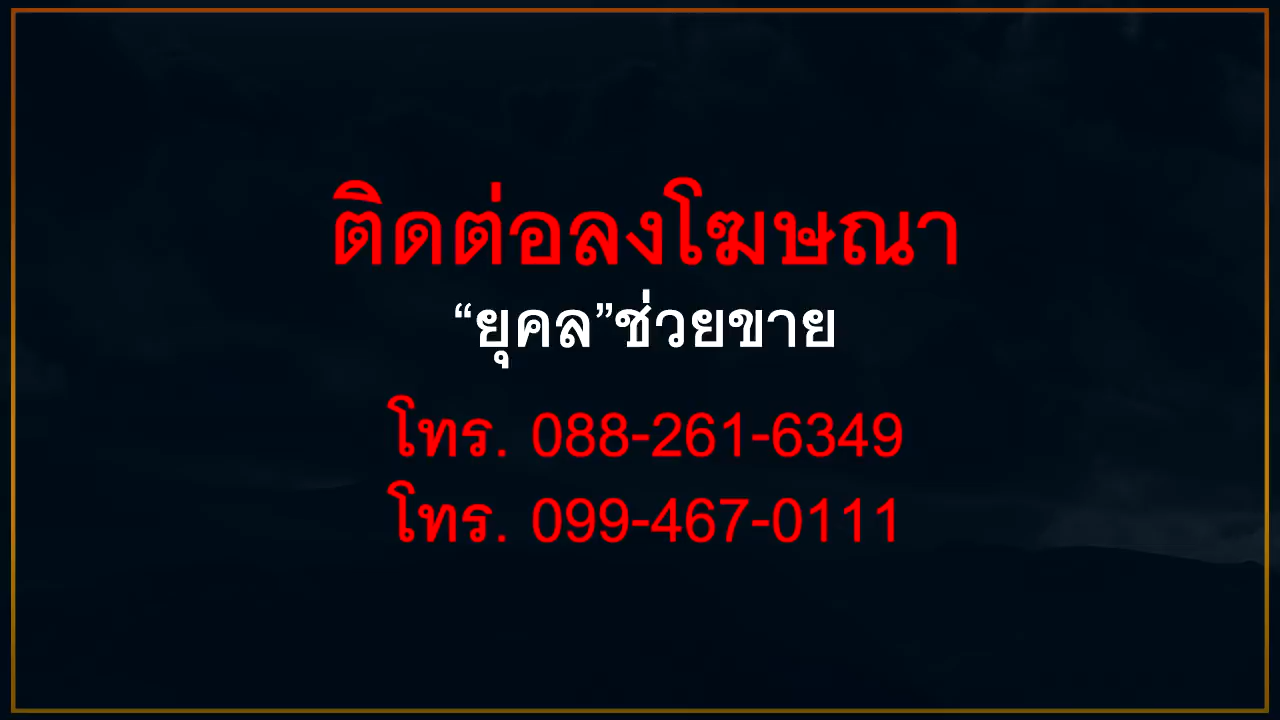 ติดต่อลงโฆษณา
“ยุคล”ช่วยขาย
โทร. 088-261-6349
โทร. 099-467-0111